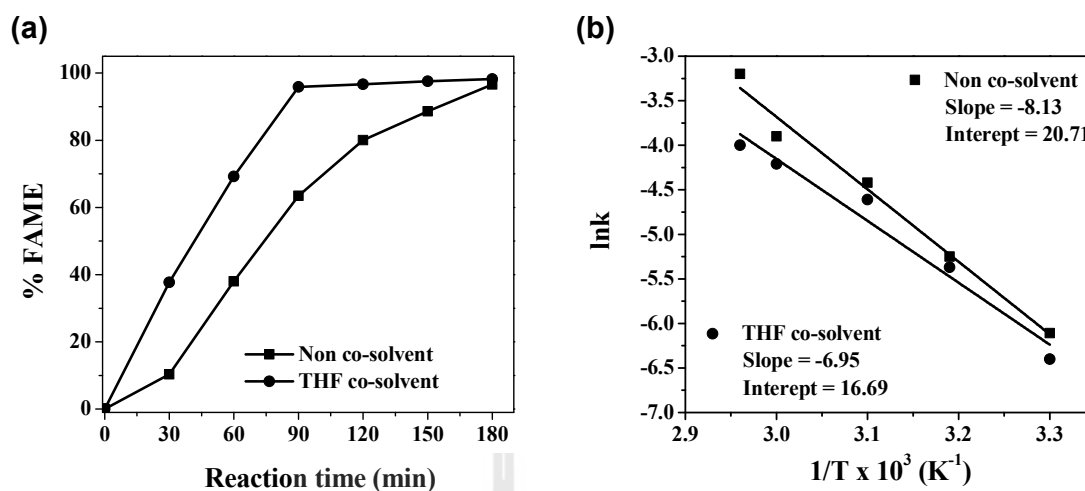 (a)
% FAME
100
80
60
40
20
0
0 30 60 90 120 150 180
Reaction time (min)
Non co-solvent
THF co-solvent
(b)
lnk
-3.0
-3.5
-4.0
-4.5
-5.0
-5.5
-6.0
-6.5
-7.0
2.9 3.0 3.1 3.2 3.3
1/T x 10³ (K⁻¹)
Non co-solvent
Slope = -8.13
Interept = 20.71
THF co-solvent
Slope = -6.95
Interept = 16.69